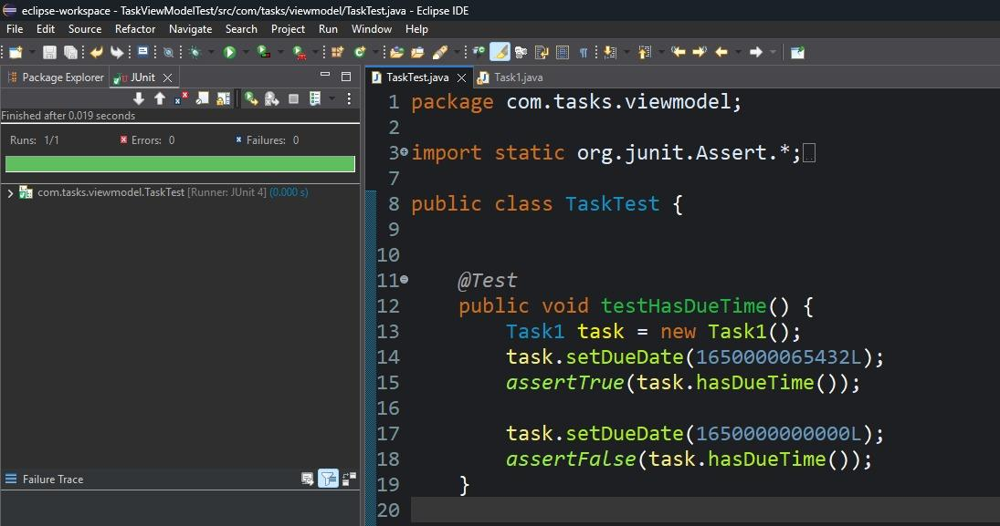 eclipse-workspace - TaskViewModelTest/src/com/tasks/viewmodel/TaskTest.java - Eclipse IDE
File Edit Source Refactor Navigate Search Project Run Window Help
Package Explorer JUnit
TaskTest.java Task1.java
Finished after 0.019 seconds
Runs: 1/1 Errors: 0 Failures: 0
com.tasks.viewmodel.TaskTest [Runner: JUnit 4] (0.000 s)
Failure Trace
1 package com.tasks.viewmodel;
2
3 import static org.junit.Assert.*;
7
8 public class TaskTest {
9
10
11 @Test
12 public void testHasDueTime() {
13 Task1 task = new Task1();
14 task.setDueDate(1650000065432L);
15 assertTrue(task.hasDueTime());
16
17 task.setDueDate(1650000000000L);
18 assertFalse(task.hasDueTime());
19 }
20